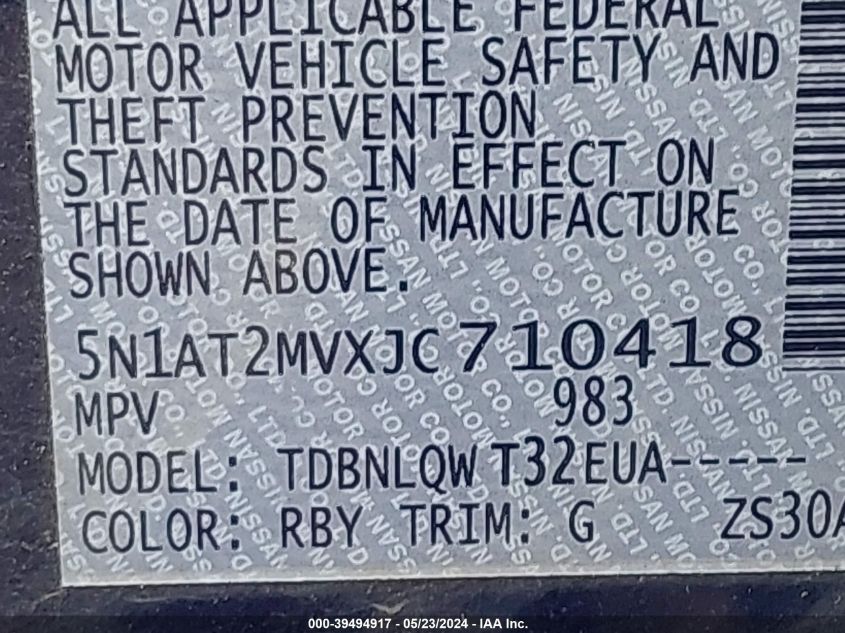 ALL APPLICABLE FEDERAL
MOTOR VEHICLE SAFETY AND
THEFT PREVENTION
STANDARDS IN EFFECT ON
THE DATE OF MANUFACTURE
SHOWN ABOVE.
5N1AT2MVXJC710418
MPV 983
MODEL: TDBNLQW T32EUA-----
COLOR: RBY TRIM: G ZS30A
000-39494917 - 05/23/2024 - IAA Inc.